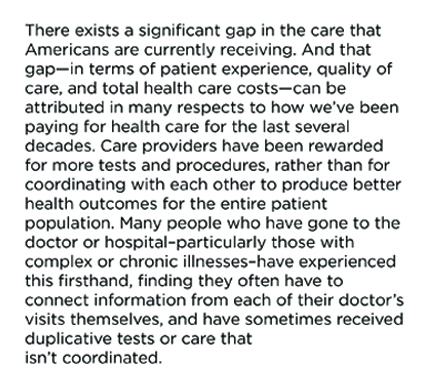 There exists a significant gap in the care that
Americans are currently receiving. And that
gap—in terms of patient experience, quality of
care, and total health care costs—can be
attributed in many respects to how we've been
paying for health care for the last several
decades. Care providers have been rewarded
for more tests and procedures, rather than for
coordinating with each other to produce better
health outcomes for the entire patient
population. Many people who have gone to the
doctor or hospital–particularly those with
complex or chronic illnesses–have experienced
this firsthand, finding they often have to
connect information from each of their doctor's
visits themselves, and have sometimes received
duplicative tests or care that
isn't coordinated.